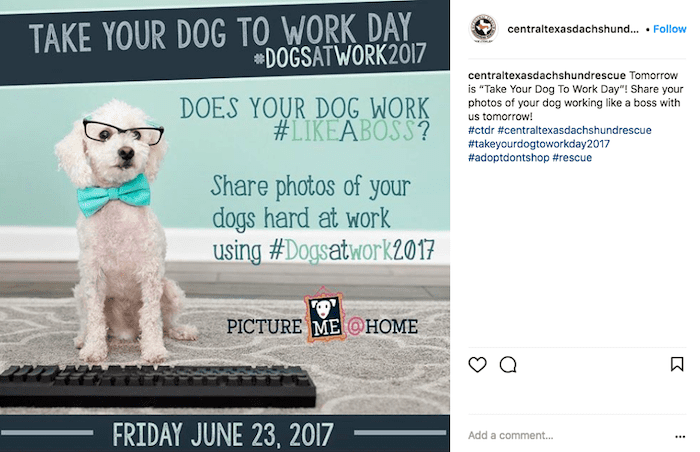 TAKE YOUR DOG TO WORK DAY
#DOGSATWORK2017
DOES YOUR DOG WORK
#LIKEABOSS?
Share photos of your
dogs hard at work
using #Dogsatwork2017
PICTURE ME @ HOME
FRIDAY JUNE 23, 2017
centraltexasdachshund... • Follow
centraltexasdachshundrescue Tomorrow
is “Take Your Dog To Work Day”! Share your
photos of your dog working like a boss with
us tomorrow!
#ctdr #centraltexasdachshundrescue
#takeyourdogtoworkday2017
#adoptdontshop #rescue
Add a comment...